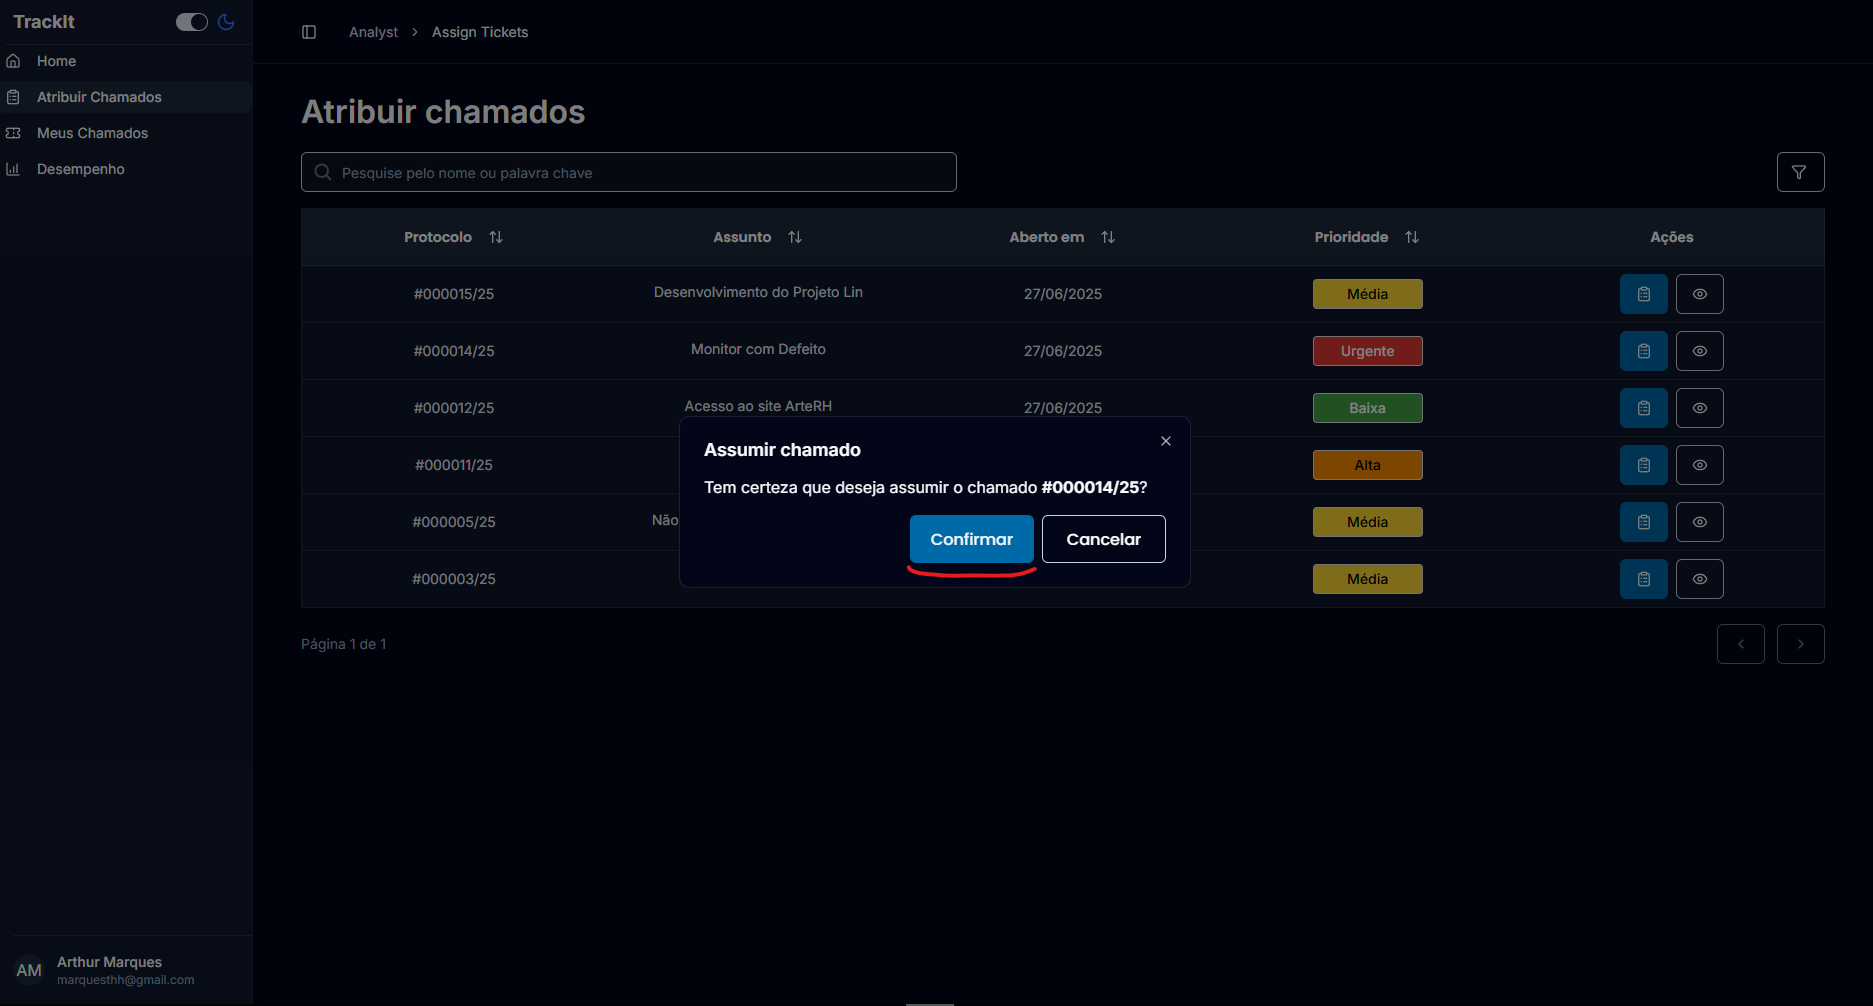 TrackIt
Home
Atribuir Chamados
Meus Chamados
Desempenho
Analyst > Assign Tickets
Atribuir chamados
Pesquise pelo nome ou palavra chave
Protocolo Assunto Aberto em Prioridade Ações
#000015/25 Desenvolvimento do Projeto Lin 27/06/2025 Média
#000014/25 Monitor com Defeito 27/06/2025 Urgente
#000012/25 Acesso ao site ArteRH 27/06/2025 Baixa
#000011/25 Alta
#000005/25 Não Média
#000003/25 Média
Assumir chamado
Tem certeza que deseja assumir o chamado #000014/25?
Confirmar Cancelar
Página 1 de 1
AM
Arthur Marques
marquesthh@gmail.com